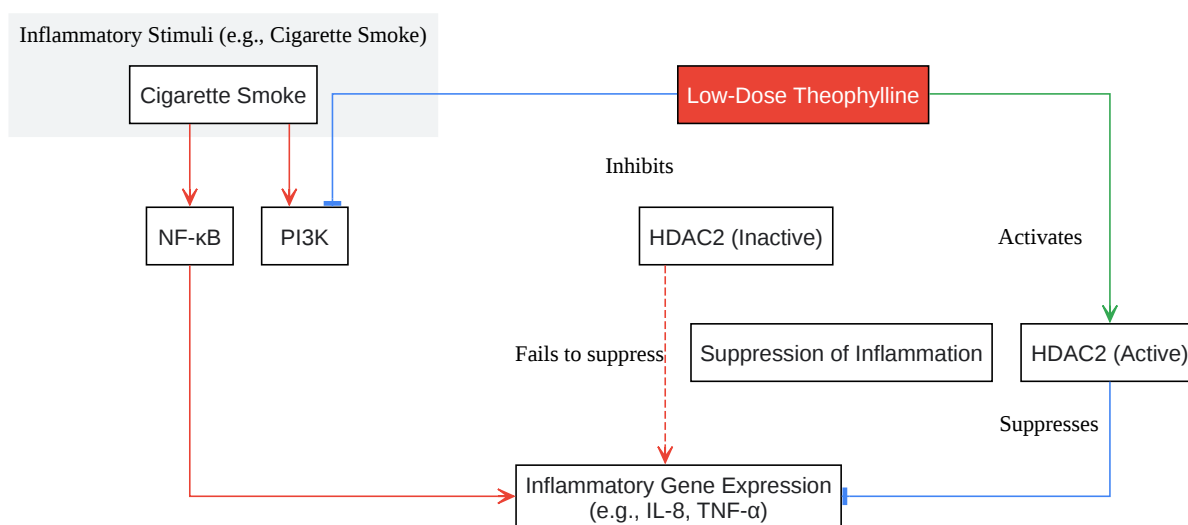 Inflammatory Stimuli (e.g., Cigarette Smoke)
Cigarette Smoke
Low-Dose Theophylline
Inhibits
NF-κB
PI3K
HDAC2 (Inactive)
Activates
Fails to suppress
Suppression of Inflammation
HDAC2 (Active)
Suppresses
Inflammatory Gene Expression
(e.g., IL-8, TNF-α)